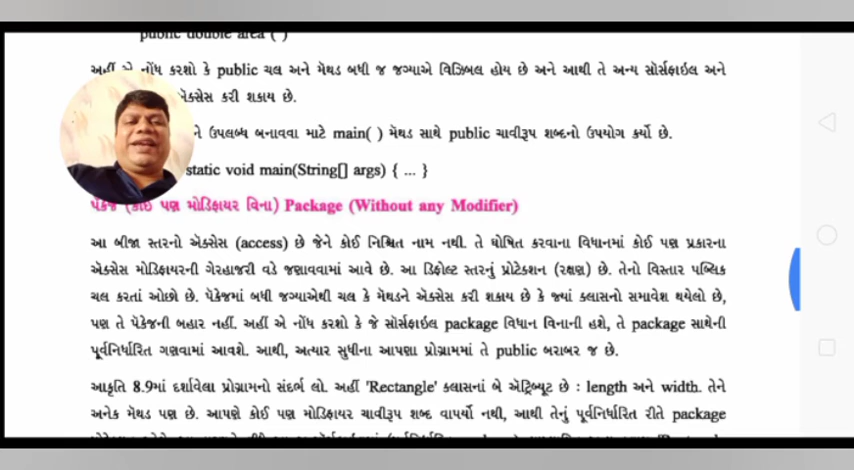 public double area ( )
નોંધ કરશો કે public ચલ અને મૅથડ બધી જ જગ્યાએ વિઝિબલ હોય છે અને આથી તે અન્ય સૉર્સફાઇલ અને
ઍક્સેસ કરી શકાય છે.
ને ઉપલબ્ધ બનાવવા માટે main( ) મૅથડ સાથે public ચાવીરૂપ શબ્દનો ઉપયોગ કર્યો છે.
static void main(String[] args) { ... }
પૅકેજ (કોઈ પણ મોડિફાયર વિના) Package (Without any Modifier)
આ બીજા સ્તરનો ઍક્સેસ (access) છે જેને કોઈ નિશ્ચિત નામ નથી. તે ઘોષિત કરવાના વિધાનમાં કોઈ પણ પ્રકારના
ઍક્સેસ મોડિફાયરની ગેરહાજરી વડે જણાવવામાં આવે છે. આ ડિફોલ્ટ સ્તરનું પ્રોટેક્શન (રક્ષણ) છે. તેનો વિસ્તાર પબ્લિક
ચલ કરતાં ઓછો છે. પૅકેજમાં બધી જગ્યાએથી ચલ કે મૅથડને ઍક્સેસ કરી શકાય છે કે જ્યાં ક્લાસનો સમાવેશ થયેલો છે,
પણ તે પૅકેજની બહાર નહીં. અહીં એ નોંધ કરશો કે જે સૉર્સફાઇલ package વિધાન વિનાની હશે, તે package સાથેની
પૂર્વનિર્ધારિત ગણવામાં આવશે. આથી, અત્યાર સુધીના આપણા પ્રોગ્રામમાં તે public બરાબર જ છે.
આકૃતિ 8.9માં દર્શાવેલા પ્રોગ્રામનો સંદર્ભ લો. અહીં 'Rectangle' ક્લાસનાં બે ઍટ્રિબ્યૂટ છે : length અને width. તેને
અનેક મૅથડ પણ છે. આપણે કોઈ પણ મોડિફાયર ચાવીરૂપ શબ્દ વાપર્યો નથી, આથી તેનું પૂર્વનિર્ધારિત રીતે package